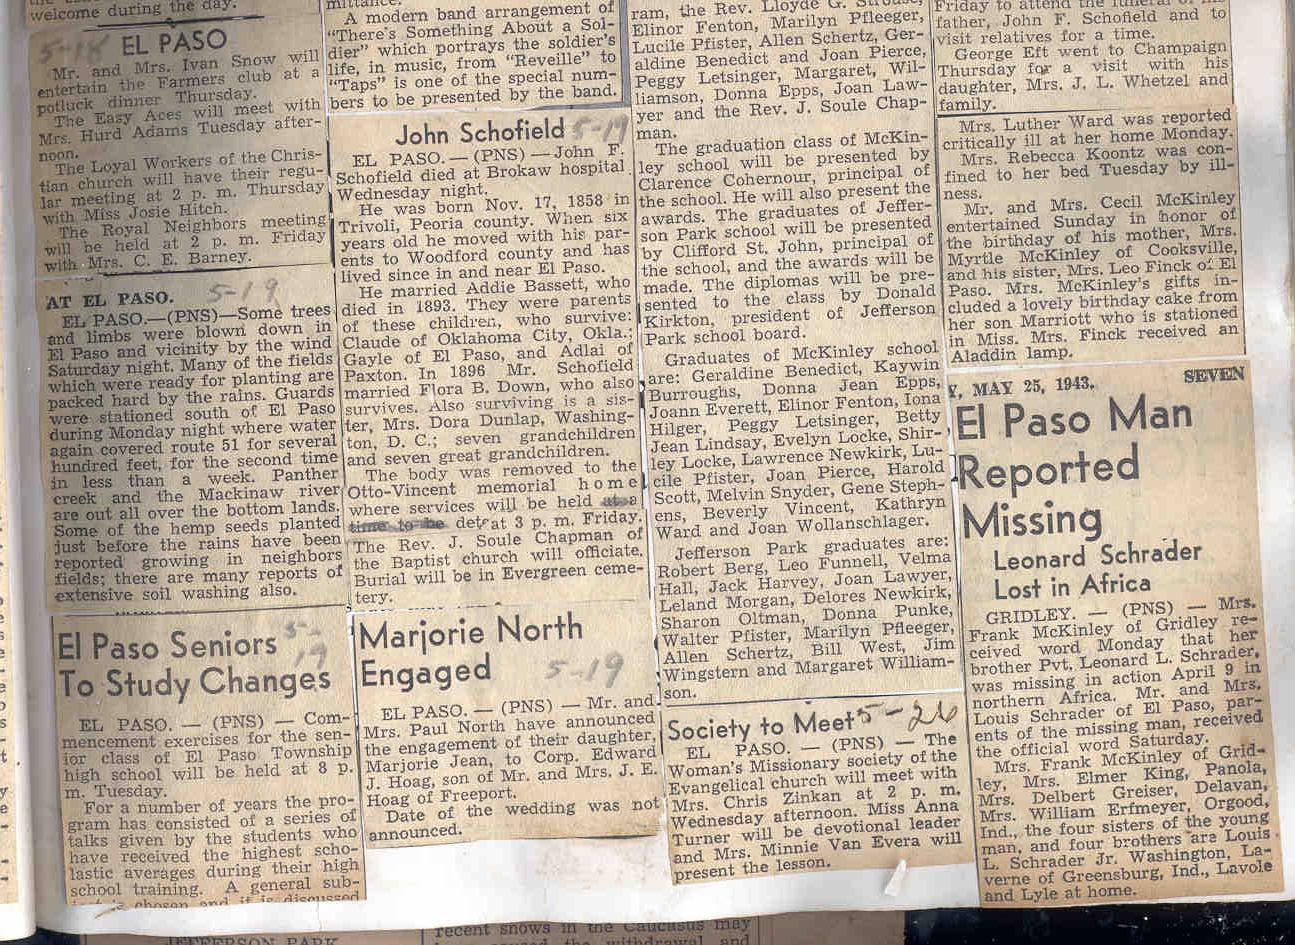 welcome during the day.
5-18
EL PASO
Mr. and Mrs. Ivan Snow will
entertain the Farmers club at a
potluck dinner Thursday.
The Easy Aces will meet with
Mrs. Hurd Adams Tuesday after-
noon.
The Loyal Workers of the Chris-
tian church will have their regu-
lar meeting at 2 p. m. Thursday
with Miss Josie Hitch.
The Royal Neighbors meeting
will be held at 2 p. m. Friday
with Mrs. C. E. Barney.
AT EL PASO.
5-19
EL PASO.—(PNS)—Some trees
and limbs were blown down in
El Paso and vicinity by the wind
Saturday night. Many of the fields
which were ready for planting are
packed hard by the rains. Guards
were stationed south of El Paso
during Monday night where water
again covered route 51 for several
hundred feet, for the second time
in less than a week. Panther
creek and the Mackinaw river
are out all over the bottom lands.
Some of the hemp seeds planted
just before the rains have been
reported growing in neighbors
fields; there are many reports of
extensive soil washing also.
El Paso Seniors
To Study Changes
5-
19
EL PASO. — (PNS) — Com-
mencement exercises for the sen-
ior class of El Paso Township
high school will be held at 8 p.
m. Tuesday.
For a number of years the pro-
gram has consisted of a series of
talks given by the students who
have received the highest scho-
lastic averages during their high
school training. A general sub-
ject is chosen and it is discussed
mittance.
A modern band arrangement of
"There's Something About a Sol-
dier" which portrays the soldier's
life, in music, from "Reveille" to
"Taps" is one of the special num-
bers to be presented by the band.
John Schofield
5-19
EL PASO. — (PNS) — John F.
Schofield died at Brokaw hospital
Wednesday night.
He was born Nov. 17, 1858 in
Trivoli, Peoria county. When six
years old he moved with his par-
ents to Woodford county and has
lived since in and near El Paso.
He married Addie Bassett, who
died in 1893. They were parents
of these children, who survive:
Claude of Oklahoma City, Okla.;
Gayle of El Paso, and Adlai of
Paxton. In 1896 Mr. Schofield
married Flora B. Down, who also
survives. Also surviving is a sis-
ter, Mrs. Dora Dunlap, Washing-
ton, D. C.; seven grandchildren
and seven great grandchildren.
The body was removed to the
Otto-Vincent memorial home
where services will be held at a
time to be det at 3 p. m. Friday.
The Rev. J. Soule Chapman of
the Baptist church will officiate.
Burial will be in Evergreen ceme-
tery.
Marjorie North
Engaged
5-19
EL PASO. — (PNS) — Mr. and
Mrs. Paul North have announced
the engagement of their daughter,
Marjorie Jean, to Corp. Edward
J. Hoag, son of Mr. and Mrs. J. E.
Hoag of Freeport.
Date of the wedding was not
announced.
ram, the Rev. Lloyde G. Strouse,
Elinor Fenton, Marilyn Pfleeger,
Lucile Pfister, Allen Schertz, Ger-
aldine Benedict and Joan Pierce,
Peggy Letsinger, Margaret, Wil-
liamson, Donna Epps, Joan Law-
yer and the Rev. J. Soule Chap-
man.
The graduation class of McKin-
ley school will be presented by
Clarence Cohernour, principal of
the school. He will also present the
awards. The graduates of Jeffer-
son Park school will be presented
by Clifford St. John, principal of
the school, and the awards will be
made. The diplomas will be pre-
sented to the class by Donald
Kirkton, president of Jefferson
Park school board.
Graduates of McKinley school
are: Geraldine Benedict, Kaywin
Burroughs, Donna Jean Epps,
Joann Everett, Elinor Fenton, Iona
Hilger, Peggy Letsinger, Betty
Jean Lindsay, Evelyn Locke, Shir-
ley Locke, Lawrence Newkirk, Lu-
cile Pfister, Joan Pierce, Harold
Scott, Melvin Snyder, Gene Steph-
ens, Beverly Vincent, Kathryn
Ward and Joan Wollanschlager.
Jefferson Park graduates are:
Robert Berg, Leo Funnell, Velma
Hall, Jack Harvey, Joan Lawyer,
Leland Morgan, Delores Newkirk,
Sharon Oltman, Donna Punke,
Walter Pfister, Marilyn Pfleeger,
Allen Schertz, Bill West, Jim
Wingstern and Margaret William-
son.
Society to Meet
5-26
EL PASO. — (PNS) — The
Woman's Missionary society of the
Evangelical church will meet with
Mrs. Chris Zinkan at 2 p. m.
Wednesday afternoon. Miss Anna
Turner will be devotional leader
and Mrs. Minnie Van Evera will
present the lesson.
Friday to attend the funeral of his
father, John F. Schofield and to
visit relatives for a time.
George Eft went to Champaign
Thursday for a visit with his
daughter, Mrs. J. L. Whetzel and
family.
Mrs. Luther Ward was reported
critically ill at her home Monday.
Mrs. Rebecca Koontz was con-
fined to her bed Tuesday by ill-
ness.
Mr. and Mrs. Cecil McKinley
entertained Sunday in honor of
the birthday of his mother, Mrs.
Myrtle McKinley of Cooksville,
and his sister, Mrs. Leo Finck of El
Paso. Mrs. McKinley's gifts in-
cluded a lovely birthday cake from
her son Marriott who is stationed
in Miss. Mrs. Finck received an
Aladdin lamp.
Y, MAY 25, 1943. SEVEN
El Paso Man
Reported
Missing
Leonard Schrader
Lost in Africa
GRIDLEY. — (PNS) — Mrs.
Frank McKinley of Gridley re-
ceived word Monday that her
brother Pvt. Leonard L. Schrader,
was missing in action April 9 in
northern Africa. Mr. and Mrs.
Louis Schrader of El Paso, par-
ents of the missing man, received
the official word Saturday.
Mrs. Frank McKinley of Grid-
ley, Mrs. Elmer King, Panola,
Mrs. Delbert Greiser, Delavan,
Mrs. William Erfmeyer, Orgood,
Ind., the four sisters of the young
man, and four brothers are Louis
L. Schrader Jr. Washington, La-
verne of Greensburg, Ind., Lavole
and Lyle at home.
JEFFERSON PARK
recent snows in the Caucasus may
the withdrawal and